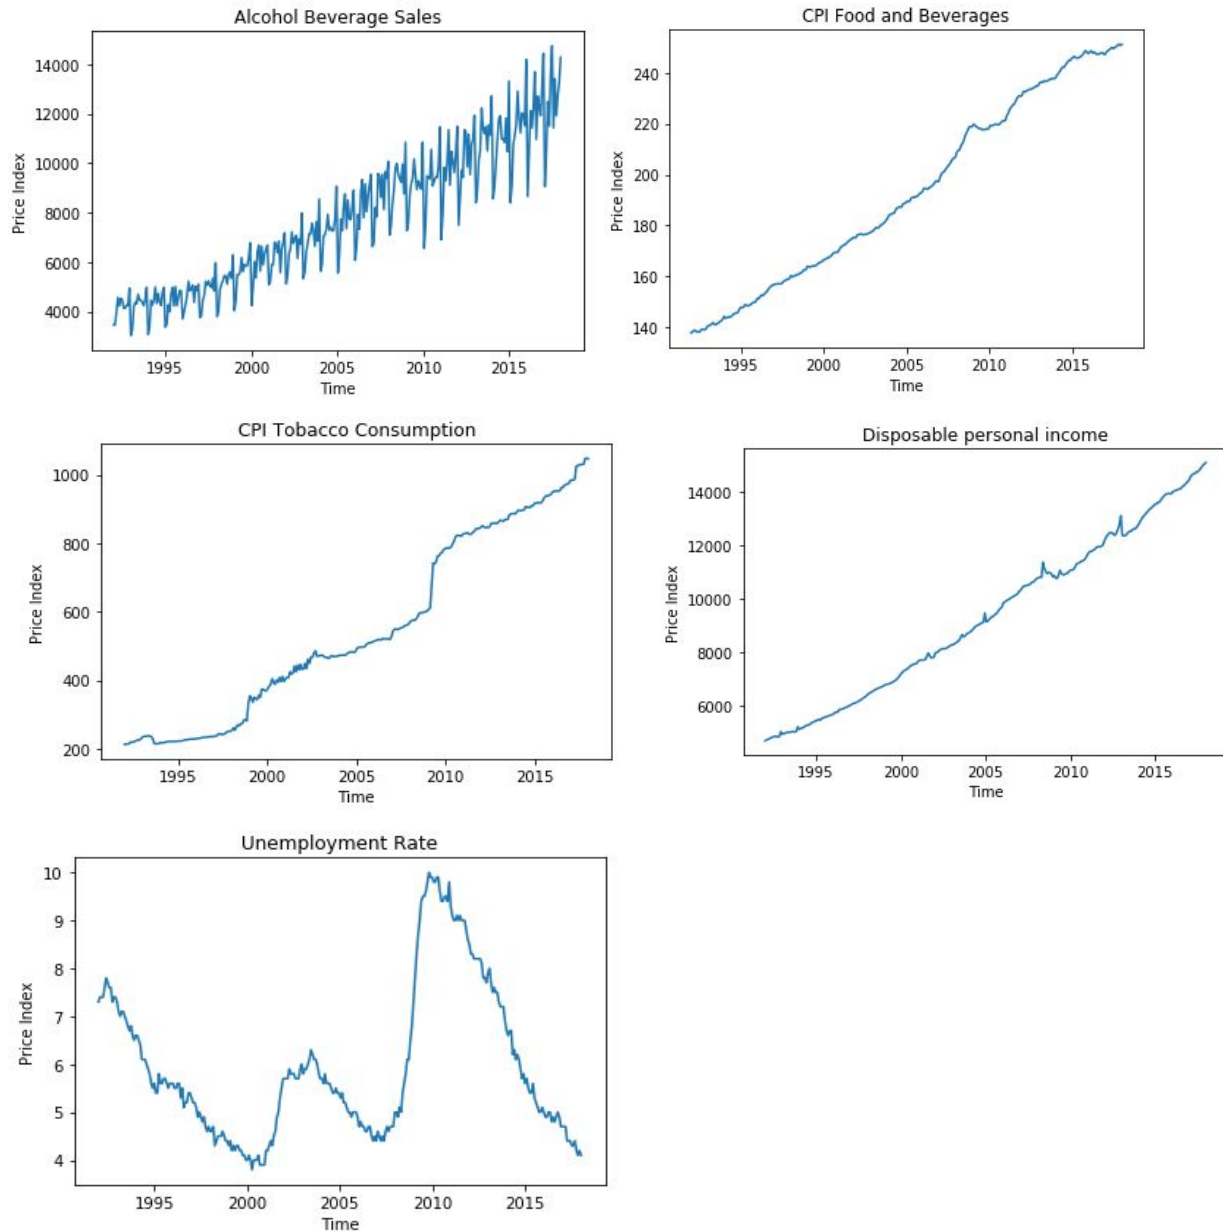 Alcohol Beverage Sales
Price Index
14000
12000
10000
8000
6000
4000
1995 2000 2005 2010 2015
Time
CPI Food and Beverages
Price Index
240
220
200
180
160
140
1995 2000 2005 2010 2015
Time
CPI Tobacco Consumption
Price Index
1000
800
600
400
200
1995 2000 2005 2010 2015
Time
Disposable personal income
Price Index
14000
12000
10000
8000
6000
1995 2000 2005 2010 2015
Time
Unemployment Rate
Price Index
10
9
8
7
6
5
4
1995 2000 2005 2010 2015
Time